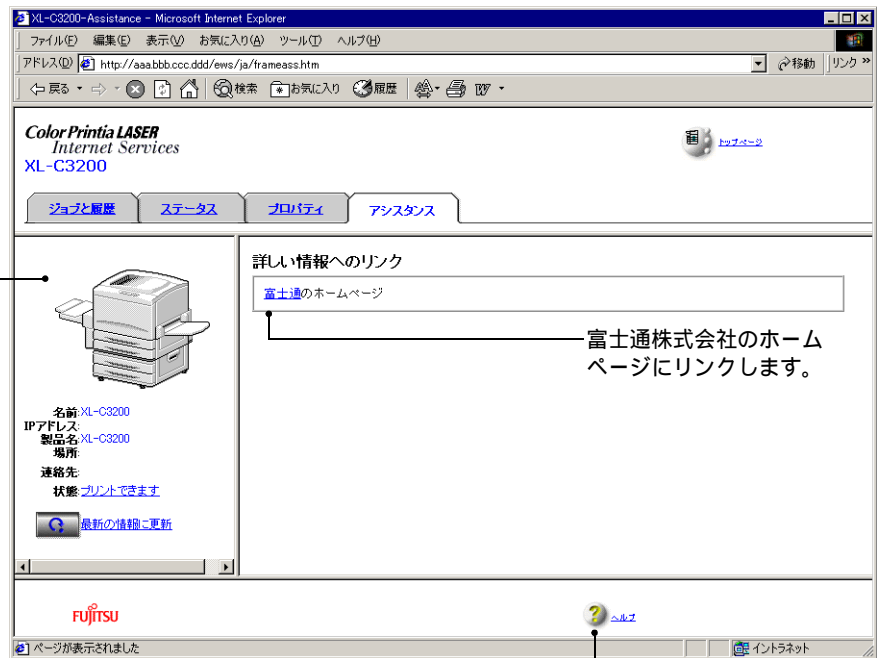 XL-C3200-Assistance - Microsoft Internet Explorer
ファイル(F) 編集(E) 表示(V) お気に入り(A) ツール(T) ヘルプ(H)
アドレス(D) http://aaa.bbb.ccc.ddd/ews/ja/frameass.htm 移動 リンク »
戻る 検索 お気に入り 履歴
Color Printia LASER
Internet Services
XL-C3200
トップページ
ジョブと履歴 ステータス プロパティ アシスタンス
詳しい情報へのリンク
富士通のホームページ
富士通株式会社のホーム
ページにリンクします。
名前:XL-C3200
IPアドレス:
製品名:XL-C3200
場所:
連絡先:
状態:プリントできます
最新の情報に更新
FUJITSU
ヘルプ
ページが表示されました イントラネット